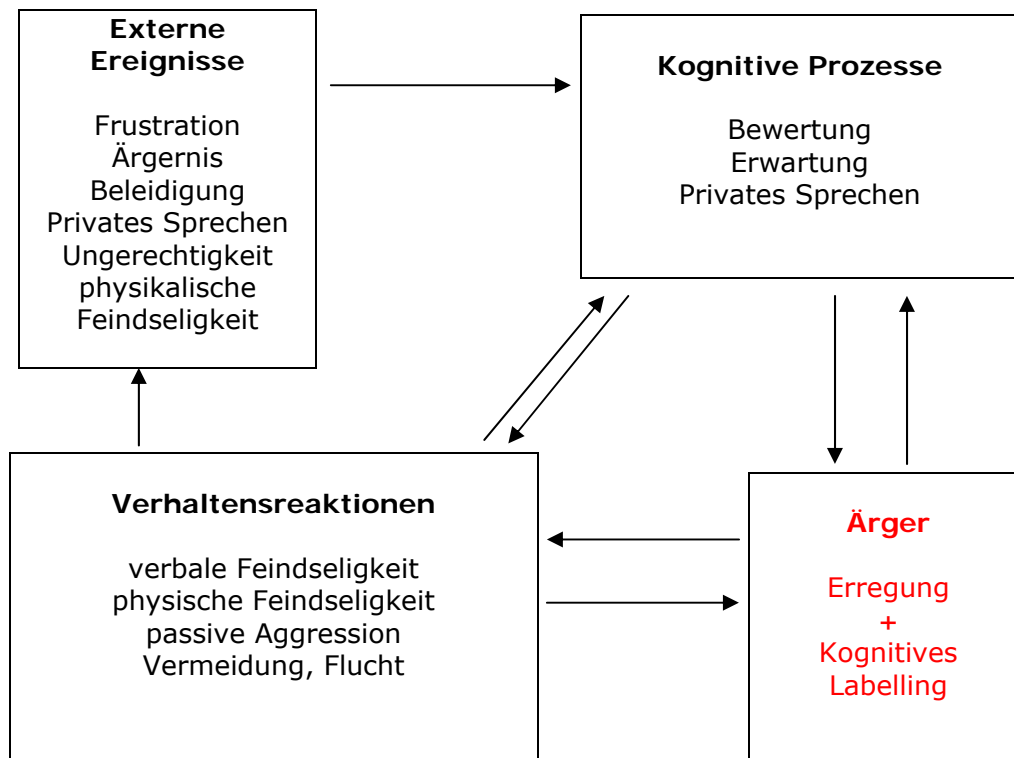 Externe
Ereignisse
Frustration
Ärgernis
Beleidigung
Privates Sprechen
Ungerechtigkeit
physikalische
Feindseligkeit
Kognitive Prozesse
Bewertung
Erwartung
Privates Sprechen
Verhaltensreaktionen
verbale Feindseligkeit
physische Feindseligkeit
passive Aggression
Vermeidung, Flucht
Ärger
Erregung
+
Kognitives
Labelling